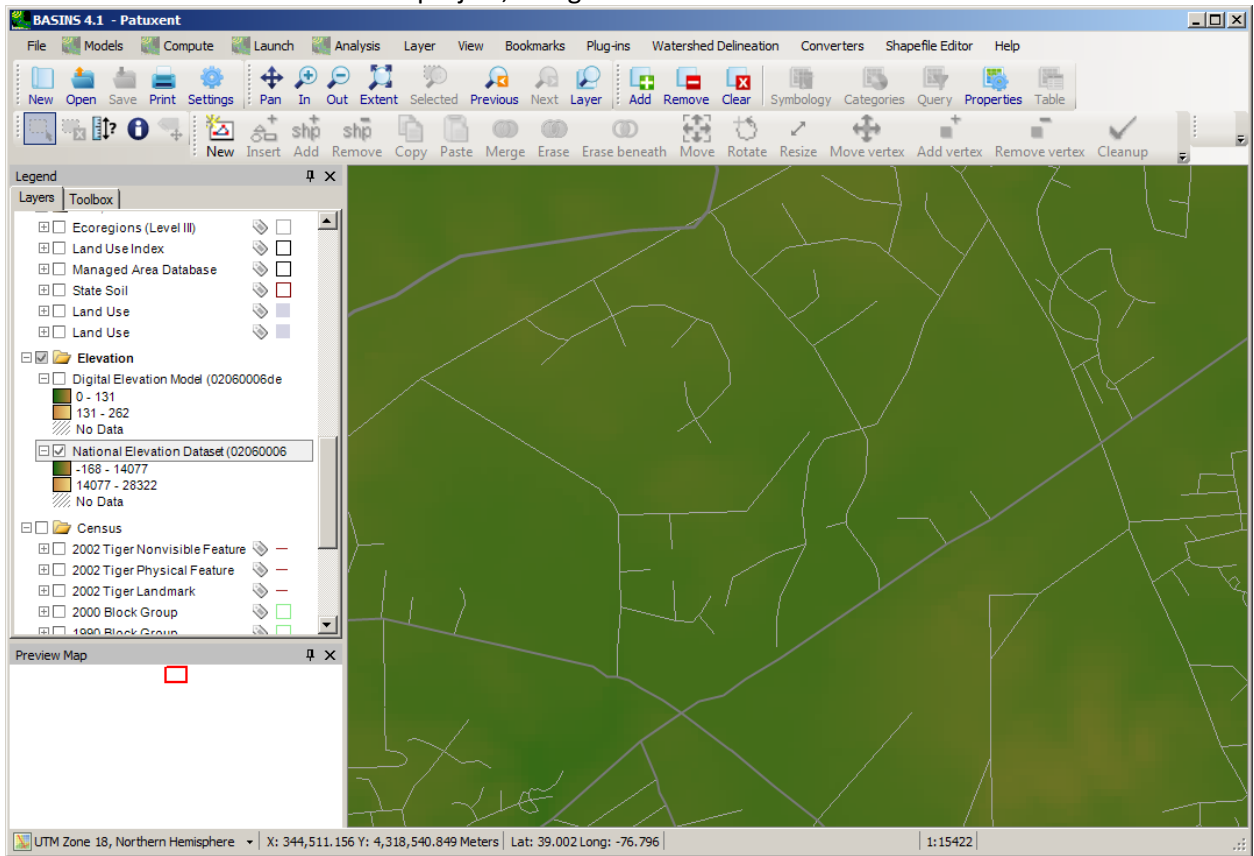 BASINS 4.1 - Patuxent
File Models Compute Launch Analysis Layer View Bookmarks Plug-ins Watershed Delineation Converters Shapefile Editor Help
New Open Save Print Settings Pan In Out Extent Selected Previous Next Layer Add Remove Clear Symbology Categories Query Properties Table
New Insert Add Remove Copy Paste Merge Erase Erase beneath Move Rotate Resize Move vertex Add vertex Remove vertex Cleanup
Legend
Layers Toolbox
Ecoregions (Level III)
Land Use Index
Managed Area Database
State Soil
Land Use
Land Use
Elevation
Digital Elevation Model (02060006de
0 - 131
131 - 262
No Data
National Elevation Dataset (02060006
-168 - 14077
14077 - 28322
No Data
Census
2002 Tiger Nonvisible Feature
2002 Tiger Physical Feature
2002 Tiger Landmark
2000 Block Group
1990 Block Group
Preview Map
UTM Zone 18, Northern Hemisphere X: 344,511.156 Y: 4,318,540.849 Meters Lat: 39.002 Long: -76.796 1:15422